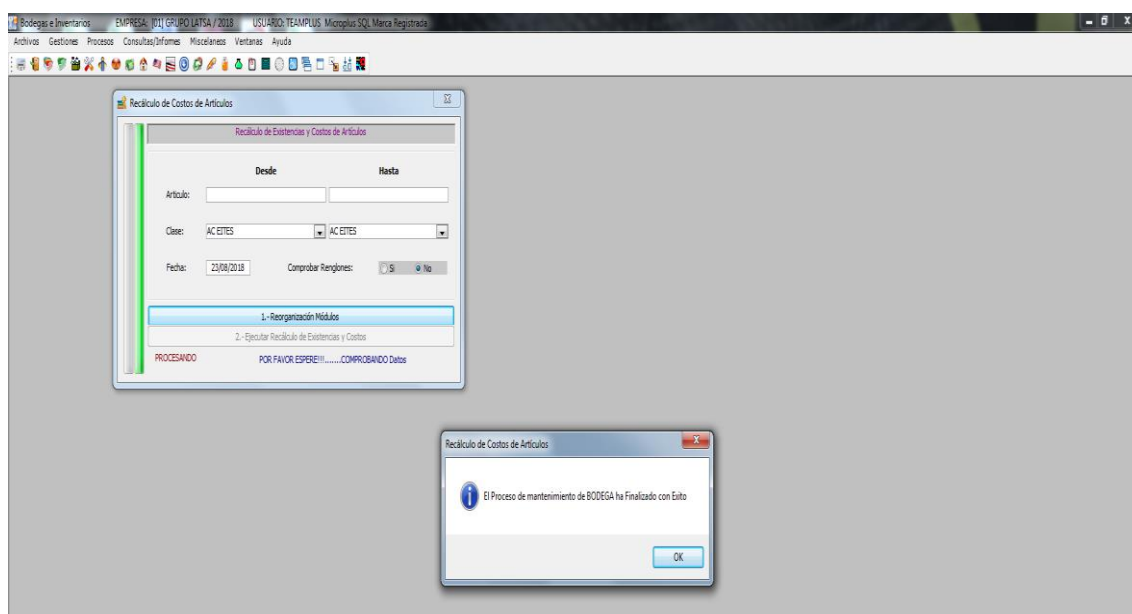 Bodegas e Inventarios EMPRESA: [01] GRUPO LATSA / 2018 USUARIO: TEAMPLUS Microplus SQL Marca Registrada
Archivos Gestiones Procesos Consultas/Infomes Miscelaneos Ventanas Ayuda
Recálculo de Costos de Artículos
Recálculo de Existencias y Costos de Artículos
Desde Hasta
Artículo:
Clase: AC EITES AC EITES
Fecha: 23/08/2018 Comprobar Renglones: Si No
1.- Reorganización Módulos
2.- Ejecutar Recálculo de Existencias y Costos
PROCESANDO POR FAVOR ESPERE!!!.......COMPROBANDO Datos
Recálculo de Costos de Artículos
El Proceso de mantenimiento de BODEGA ha Finalizado con Exito
OK